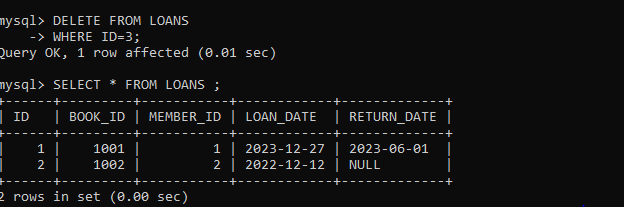 mysql> DELETE FROM LOANS
    -> WHERE ID=3;
Query OK, 1 row affected (0.01 sec)
mysql> SELECT * FROM LOANS ;
+------+---------+-----------+------------+-------------+
| ID   | BOOK_ID | MEMBER_ID | LOAN_DATE  | RETURN_DATE |
+------+---------+-----------+------------+-------------+
|    1 |    1001 |         1 | 2023-12-27 | 2023-06-01  |
|    2 |    1002 |         2 | 2022-12-12 | NULL        |
+------+---------+-----------+------------+-------------+
2 rows in set (0.00 sec)